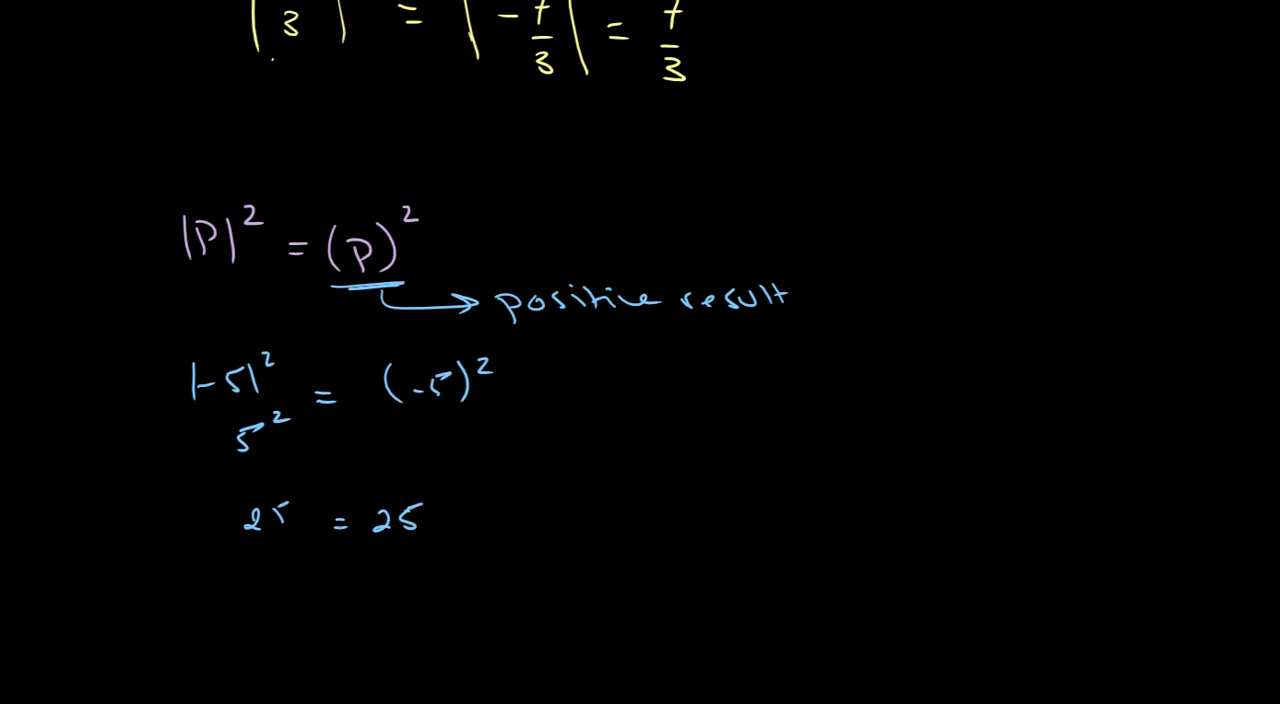 | 3 | = | - 7/3 | = 7/3
|P|² = (P)²
→ positive result
|-5|² = (-5)²
5²
25 = 25